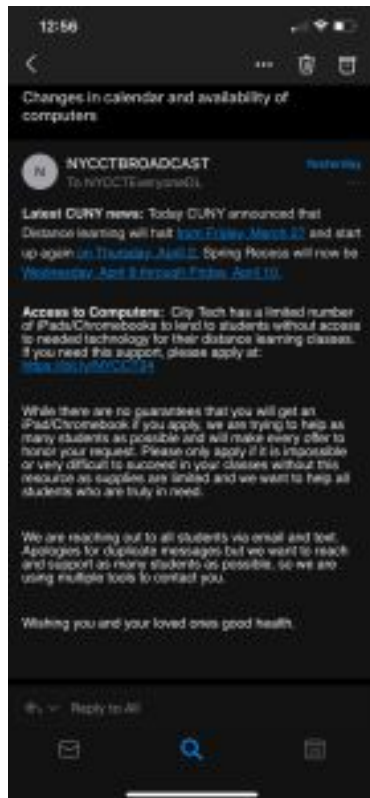 12:56
Changes in calendar and availability of
computers
N
NYCCTBROADCAST
Yesterday
To NYCCTEveryoneDL
Latest CUNY news: Today CUNY announced that
Distance learning will halt from Friday, March 27 and start
up again on Thursday, April 2. Spring Recess will now be
Wednesday, April 8 through Friday, April 10.
Access to Computers: City Tech has a limited number
of iPads/Chromebooks to lend to students without access
to needed technology for their distance learning classes.
If you need this support, please apply at:
While there are no guarantees that you will get an
iPad/Chromebook if you apply, we are trying to help as
many students as possible and will make every offer to
honor your request. Please only apply if it is impossible
or very difficult to succeed in your classes without this
resource as supplies are limited and we want to help all
students who are truly in need.
We are reaching out to all students via email and text.
Apologies for duplicate messages but we want to reach
and support as many students as possible, so we are
using multiple tools to contact you.
Wishing you and your loved ones good health.
Reply to All